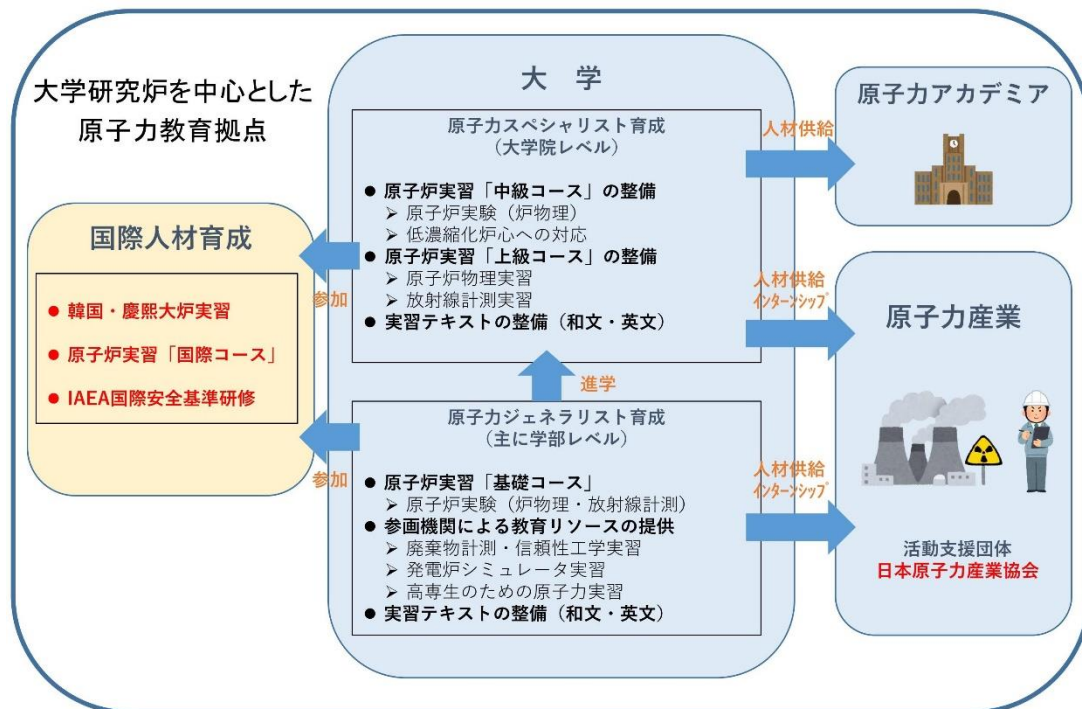 大学研究炉を中心とした
原子力教育拠点
国際人材育成
● 韓国・慶熙大炉実習
● 原子炉実習「国際コース」
● IAEA国際安全基準研修
参加
参加
大 学
原子力スペシャリスト育成
(大学院レベル)
● 原子炉実習「中級コース」の整備
➢ 原子炉実験(炉物理)
➢ 低濃縮化炉心への対応
● 原子炉実習「上級コース」の整備
➢ 原子炉物理実習
➢ 放射線計測実習
● 実習テキストの整備(和文・英文)
進学
原子力ジェネラリスト育成
(主に学部レベル)
● 原子炉実習「基礎コース」
➢ 原子炉実験(炉物理・放射線計測)
● 参画機関による教育リソースの提供
➢ 廃棄物計測・信頼性工学実習
➢ 発電炉シミュレータ実習
➢ 高専生のための原子力実習
● 実習テキストの整備(和文・英文)
人材供給
人材供給
インターンシップ
人材供給
インターンシップ
原子力アカデミア
原子力産業
活動支援団体
日本原子力産業協会